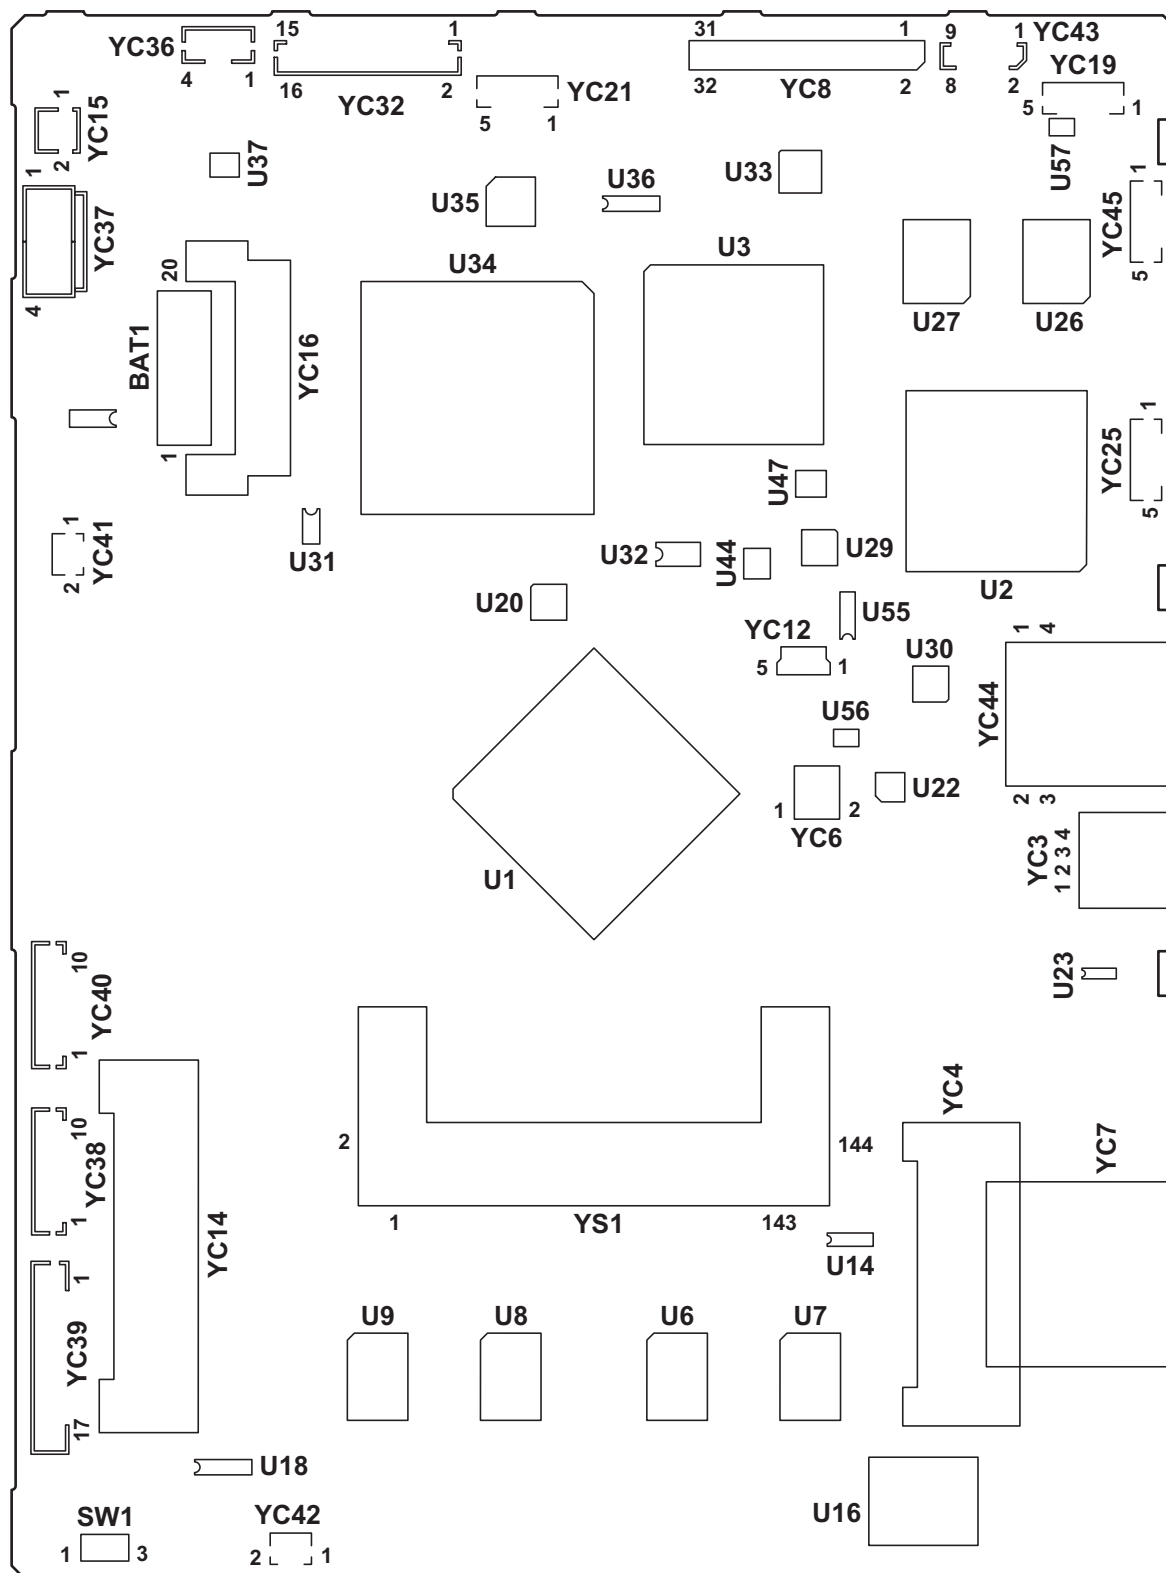 YC36
15
1
31
1
9
1
YC43
4
1
16
YC32
2
YC21
5
1
32
YC8
2
8
2
YC19
5
1
1
YC15
2
U37
U36
U33
U57
1
YC45
5
1
YC37
4
U35
20
BAT1
1
YC16
U34
U3
U27
U26
1
YC25
5
U47
1
YC41
2
U31
U32
U44
U29
U2
U20
U55
YC12
5
1
U30
1
4
YC44
2
3
U56
U22
1
2
YC6
YC3
1 2 3 4
U1
U23
10
YC40
1
YC4
10
YC38
1
YC14
2
144
1
YS1
143
YC7
U14
1
YC39
17
U9
U8
U6
U7
U18
U16
SW1
1
3
YC42
2
1